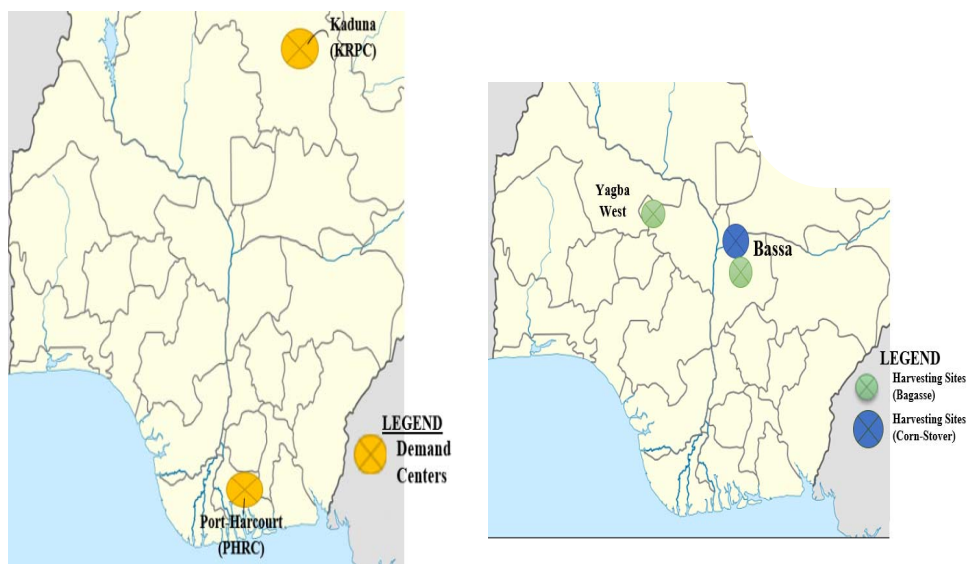 Kaduna
(KRPC)
LEGEND
Demand
Centers
Port-Harcourt
(PHRC)
Yagba
West
Bassa
LEGEND
Harvesting Sites
(Bagasse)
Harvesting Sites
(Corn-Stover)